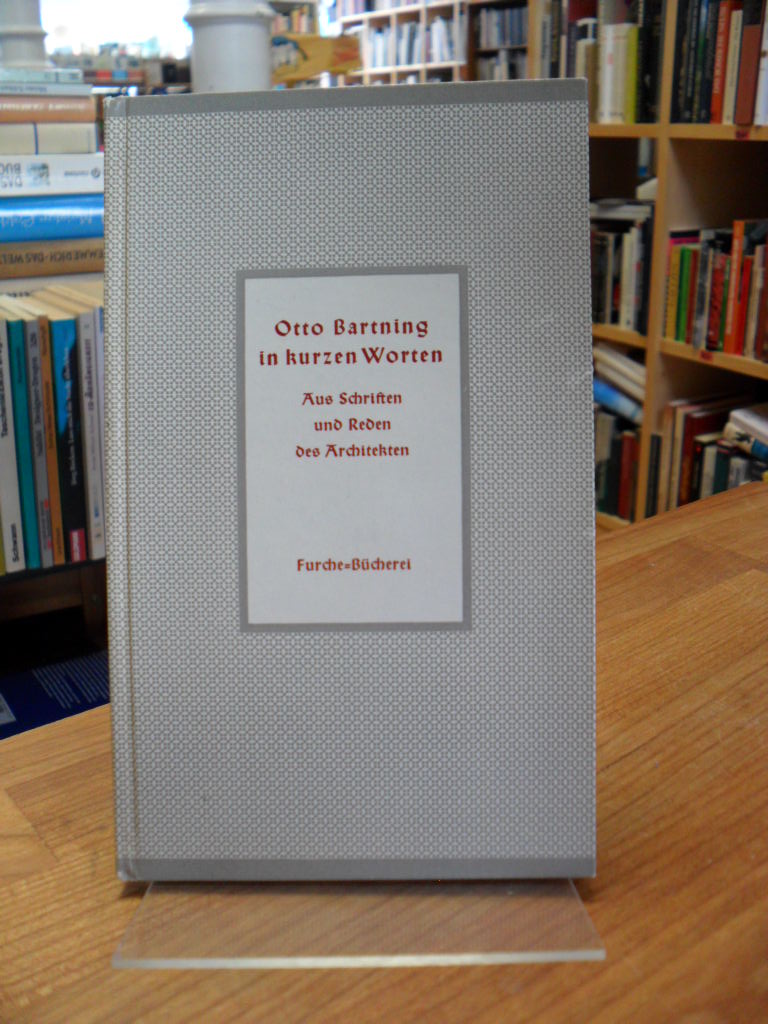 Otto Bartning
in kurzen Worten
Aus Schriften
und Reden
des Architekten
Furche=Bücherei